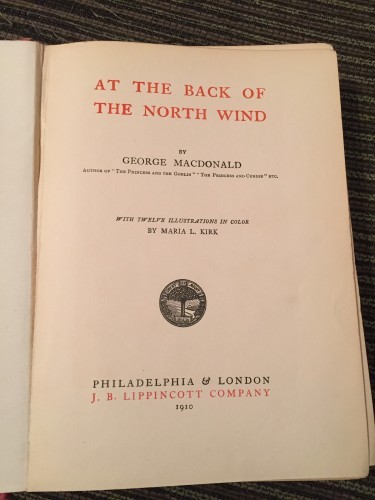 AT THE BACK OF
THE NORTH WIND
BY
GEORGE MACDONALD
AUTHOR OF "THE PRINCESS AND THE GOBLIN" "THE PRINCESS AND CURDIE" ETC.
WITH TWELVE ILLUSTRATIONS IN COLOR
BY MARIA L. KIRK
PHILADELPHIA & LONDON
J. B. LIPPINCOTT COMPANY
1910